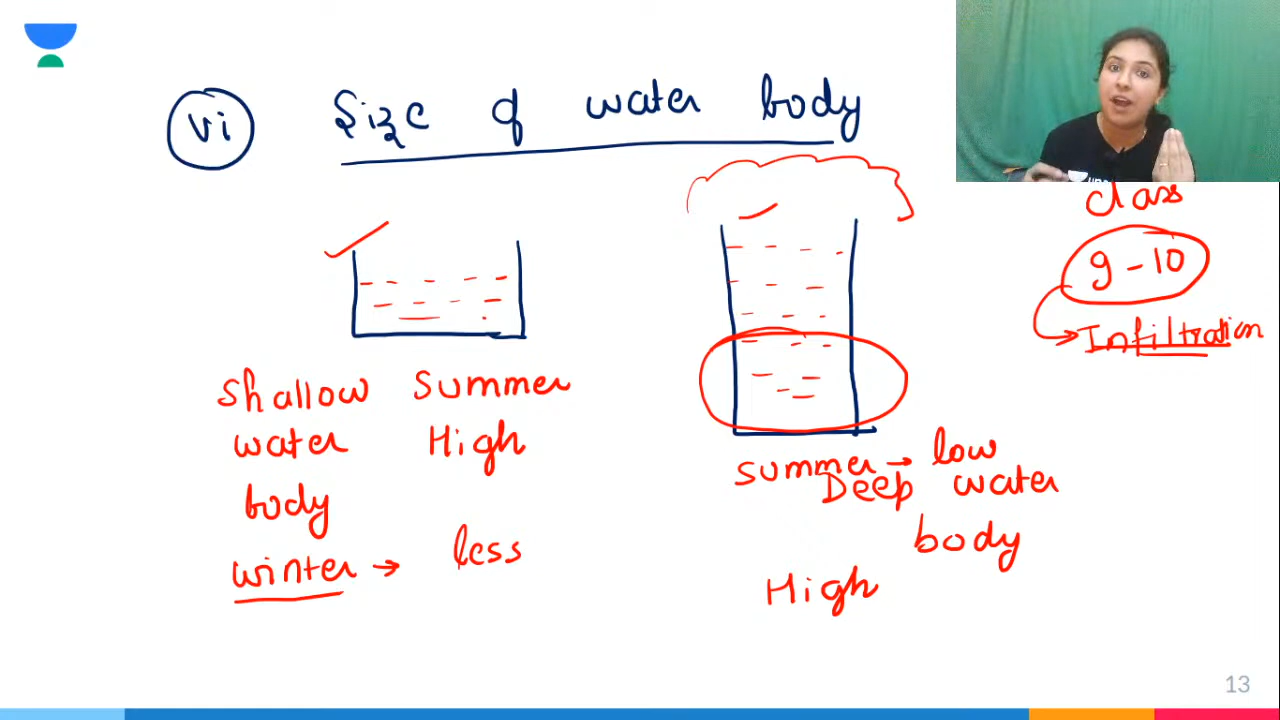 vi Size of water body
class
9-10
Infiltration
shallow summer
water High
body
winter → less
summer → low
Deep water
body
High
13